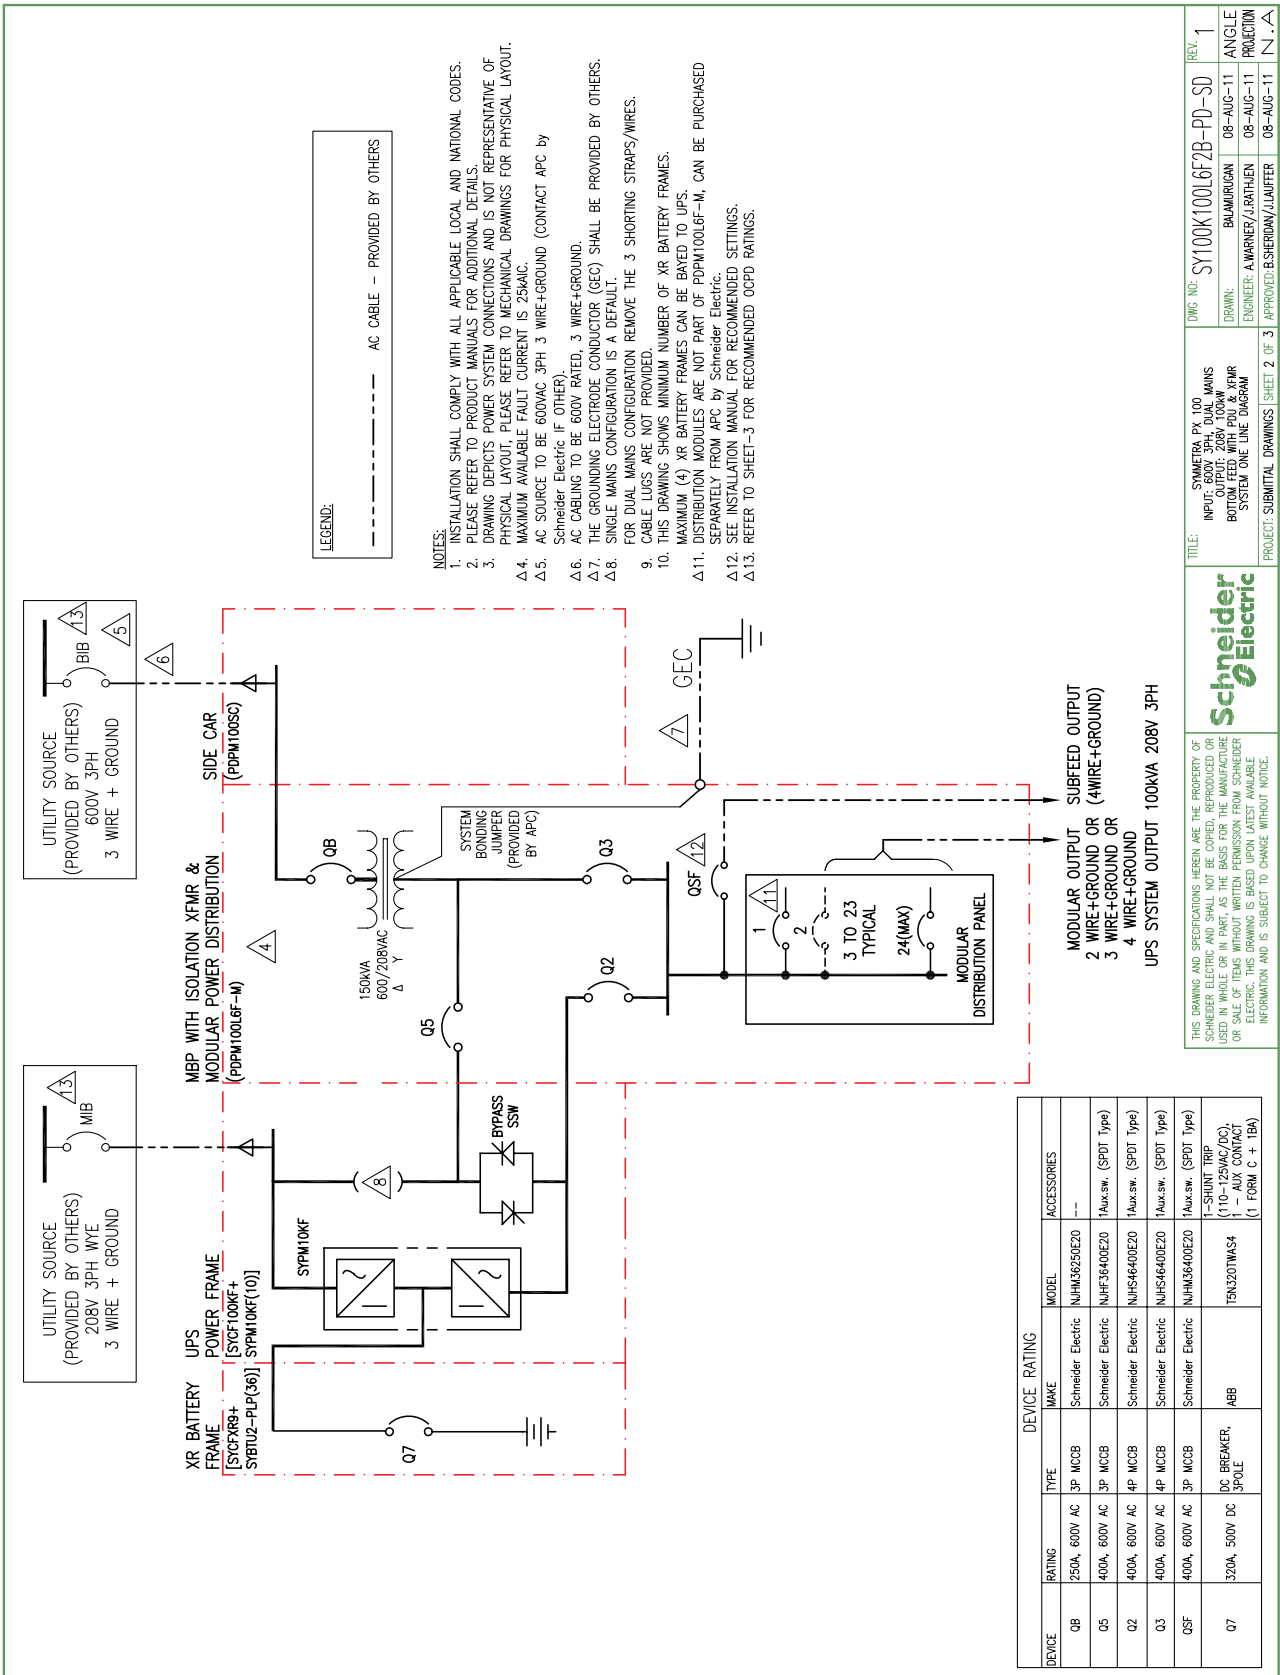 LEGEND:
AC CABLE - PROVIDED BY OTHERS
NOTES:
1. INSTALLATION SHALL COMPLY WITH ALL APPLICABLE LOCAL AND NATIONAL CODES.
2. PLEASE REFER TO PRODUCT MANUALS FOR ADDITIONAL DETAILS.
3. DRAWING DEPICTS POWER SYSTEM CONNECTIONS AND IS NOT REPRESENTATIVE OF
PHYSICAL LAYOUT, PLEASE REFER TO MECHANICAL DRAWINGS FOR PHYSICAL LAYOUT.
△4. MAXIMUM AVAILABLE FAULT CURRENT IS 25kAIC.
△5. AC SOURCE TO BE 600VAC 3PH 3 WIRE+GROUND (CONTACT APC by
Schneider Electric IF OTHER).
△6. AC CABLING TO BE 600V RATED, 3 WIRE+GROUND.
△7. THE GROUNDING ELECTRODE CONDUCTOR (GEC) SHALL BE PROVIDED BY OTHERS.
△8. SINGLE MAINS CONFIGURATION IS A DEFAULT.
FOR DUAL MAINS CONFIGURATION REMOVE THE 3 SHORTING STRAPS/WIRES.
9. CABLE LUGS ARE NOT PROVIDED.
10. THIS DRAWING SHOWS MINIMUM NUMBER OF XR BATTERY FRAMES.
MAXIMUM (4) XR BATTERY FRAMES CAN BE BAYED TO UPS.
△11. DISTRIBUTION MODULES ARE NOT PART OF PDPM100L6F-M, CAN BE PURCHASED
SEPARATELY FROM APC by Schneider Electric.
△12. SEE INSTALLATION MANUAL FOR RECOMMENDED SETTINGS.
△13. REFER TO SHEET-3 FOR RECOMMENDED OCPD RATINGS.
UTILITY SOURCE
(PROVIDED BY OTHERS)
600V 3PH
3 WIRE + GROUND
BIB
13
5
6
SIDE CAR
(PDPM100SC)
UTILITY SOURCE
(PROVIDED BY OTHERS)
208V 3PH WYE
3 WIRE + GROUND
MIB
13
MBP WITH ISOLATION XFMR &
MODULAR POWER DISTRIBUTION
(PDPM100L6F-M)
4
UPS
POWER FRAME
[SYCF100KF+
SYPM10KF(10)]
XR BATTERY
FRAME
[SYCFXR9+
SYBTU2-PLP(36)]
QB
150kVA
600/208VAC
Δ Y
SYSTEM
BONDING
JUMPER
(PROVIDED
BY APC)
7
GEC
Q5
Q3
Q2
SYPM10KF
8
BYPASS
SSW
Q7
QSF
12
11
1
2
3 TO 23
TYPICAL
24(MAX)
MODULAR
DISTRIBUTION PANEL
MODULAR OUTPUT
2 WIRE+GROUND OR
3 WIRE+GROUND OR
4 WIRE+GROUND
SUBFEED OUTPUT
(4WIRE+GROUND)
UPS SYSTEM OUTPUT 100kVA 208V 3PH
DEVICE RATING
DEVICE RATING TYPE MAKE MODEL ACCESSORIES
QB 250A, 600V AC 3P MCCB Schneider Electric NJHM36250E20 --
Q5 400A, 600V AC 3P MCCB Schneider Electric NJHF36400E20 1Aux.sw. (SPDT Type)
Q2 400A, 600V AC 4P MCCB Schneider Electric NJHS46400E20 1Aux.sw. (SPDT Type)
Q3 400A, 600V AC 4P MCCB Schneider Electric NJHS46400E20 1Aux.sw. (SPDT Type)
QSF 400A, 600V AC 3P MCCB Schneider Electric NJHM36400E20 1Aux.sw. (SPDT Type)
Q7 320A, 500V DC DC BREAKER, 3POLE ABB T5N320TWAS4 1-SHUNT TRIP
(110-125VAC/DC),
1 - AUX CONTACT
(1 FORM C + 1BA)
THIS DRAWING AND SPECIFICATIONS HEREIN ARE THE PROPERTY OF
SCHNEIDER ELECTRIC AND SHALL NOT BE COPIED, REPRODUCED OR
USED IN WHOLE OR IN PART, AS THE BASIS FOR THE MANUFACTURE
OR SALE OF ITEMS WITHOUT WRITTEN PERMISSION FROM SCHNEIDER
ELECTRIC. THIS DRAWING IS BASED UPON LATEST AVAILABLE
INFORMATION AND IS SUBJECT TO CHANGE WITHOUT NOTICE.
Schneider
Electric
TITLE:
SYMMETRA PX 100
INPUT: 600V 3PH, DUAL MAINS
OUTPUT: 208V 100kW
BOTTOM FEED WITH PDU & XFMR
SYSTEM ONE LINE DIAGRAM
PROJECT: SUBMITTAL DRAWINGS SHEET 2 OF 3
DWG NO: SY100K100L6F2B-PD-SD REV: 1
DRAWN: BALAMURUGAN 08-AUG-11
ENGINEER: A.WARNER/J.RATHJEN 08-AUG-11
APPROVED: B.SHERIDAN/J.LAUFFER 08-AUG-11
ANGLE
PROJECTION
N.A